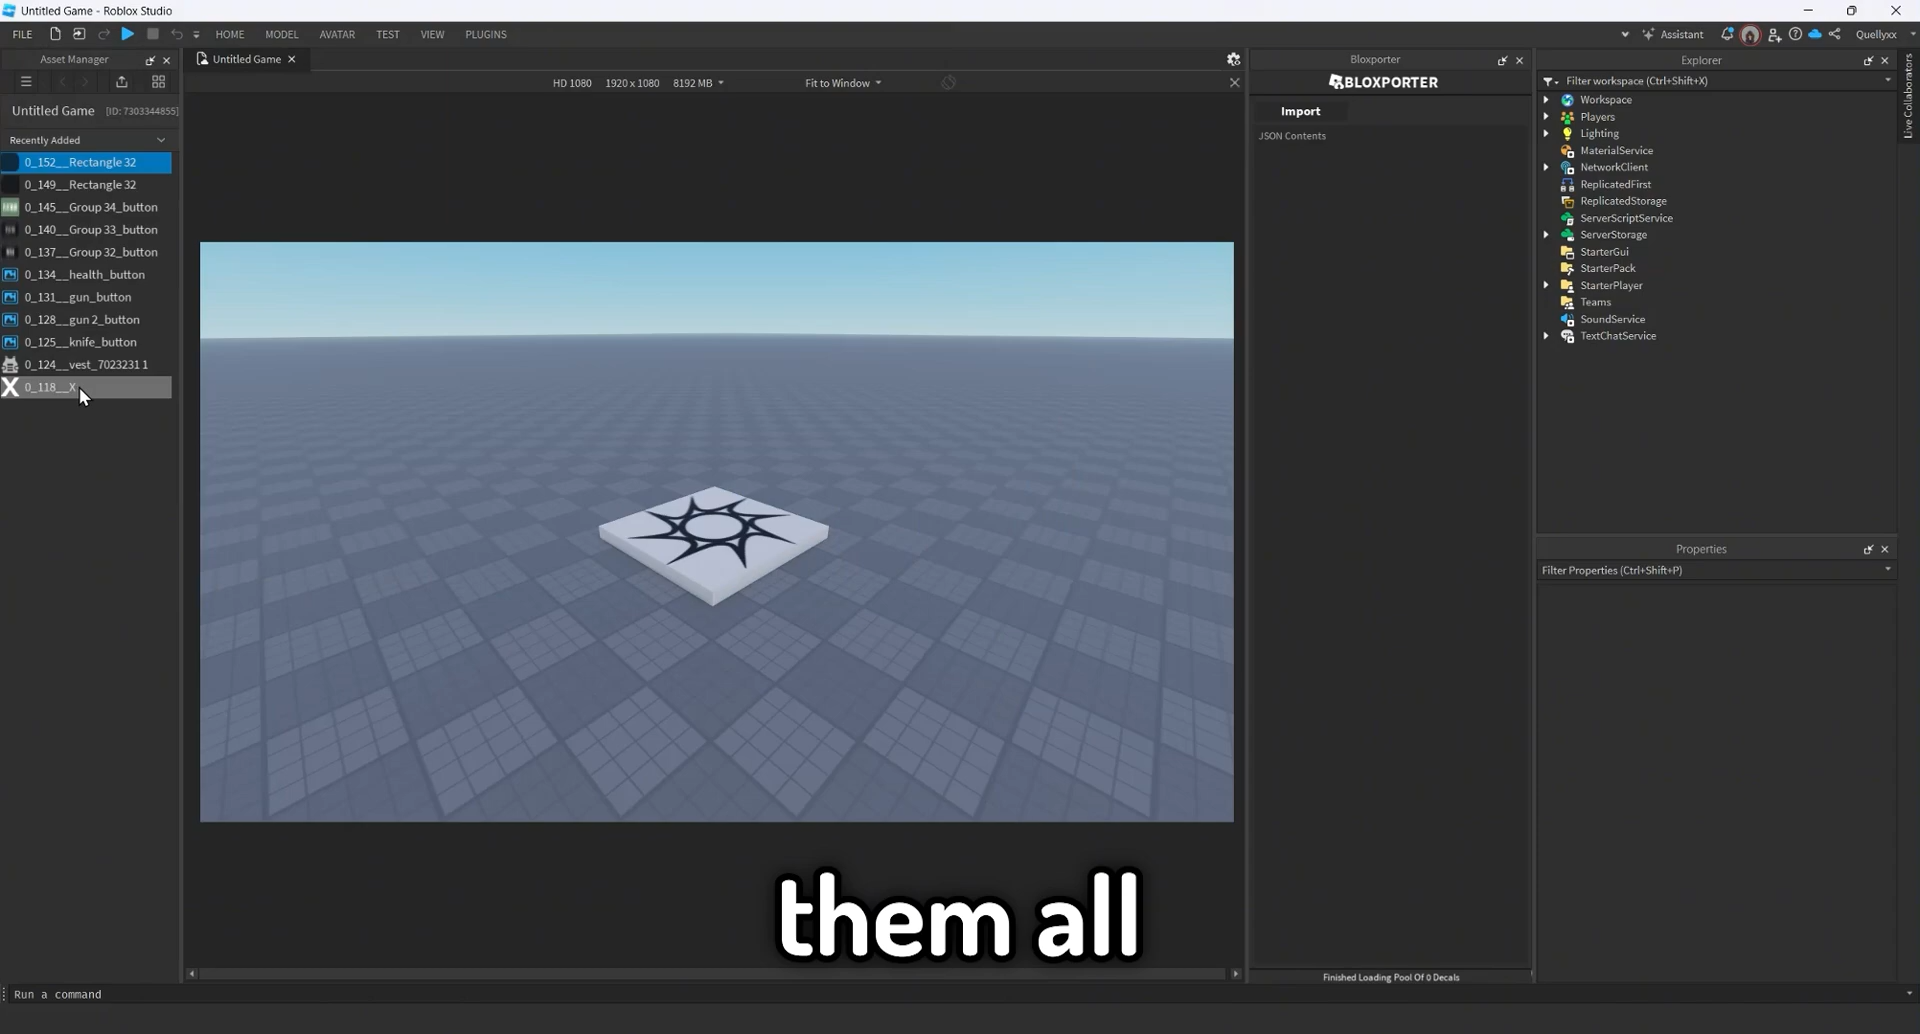 Untitled Game - Roblox Studio
FILE HOME MODEL AVATAR TEST VIEW PLUGINS Assistant Quellyxx
Asset Manager
Untitled Game [ID: 7303344855]
Recently Added
0_152__Rectangle 32
0_149__Rectangle 32
0_145__Group 34_button
0_140__Group 33_button
0_137__Group 32_button
0_134__health_button
0_131__gun_button
0_128__gun 2_button
0_125__knife_button
0_124__vest_7023231 1
0_118__X
Untitled Game
HD 1080 1920 x 1080 8192 MB Fit to Window
them all
Bloxporter
BLOXPORTER
Import
JSON Contents
Finished Loading Pool Of 0 Decals
Explorer
Filter workspace (Ctrl+Shift+X)
Workspace
Players
Lighting
MaterialService
NetworkClient
ReplicatedFirst
ReplicatedStorage
ServerScriptService
ServerStorage
StarterGui
StarterPack
StarterPlayer
Teams
SoundService
TextChatService
Properties
Filter Properties (Ctrl+Shift+P)
Live Collaborators
Run a command